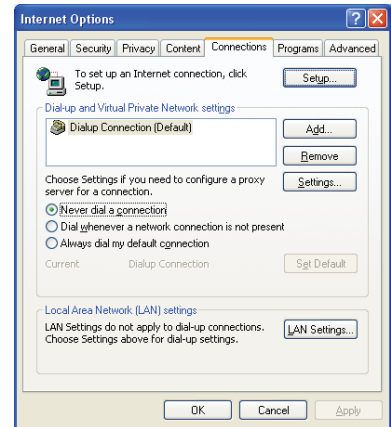 Internet Options
General Security Privacy Content Connections Programs Advanced
To set up an Internet connection, click
Setup.
Setup...
Dial-up and Virtual Private Network settings
Dialup Connection (Default)
Add...
Remove
Choose Settings if you need to configure a proxy
server for a connection.
Settings...
Never dial a connection
Dial whenever a network connection is not present
Always dial my default connection
Current Dialup Connection Set Default
Local Area Network (LAN) settings
LAN Settings do not apply to dial-up connections.
Choose Settings above for dial-up settings.
LAN Settings...
OK Cancel Apply